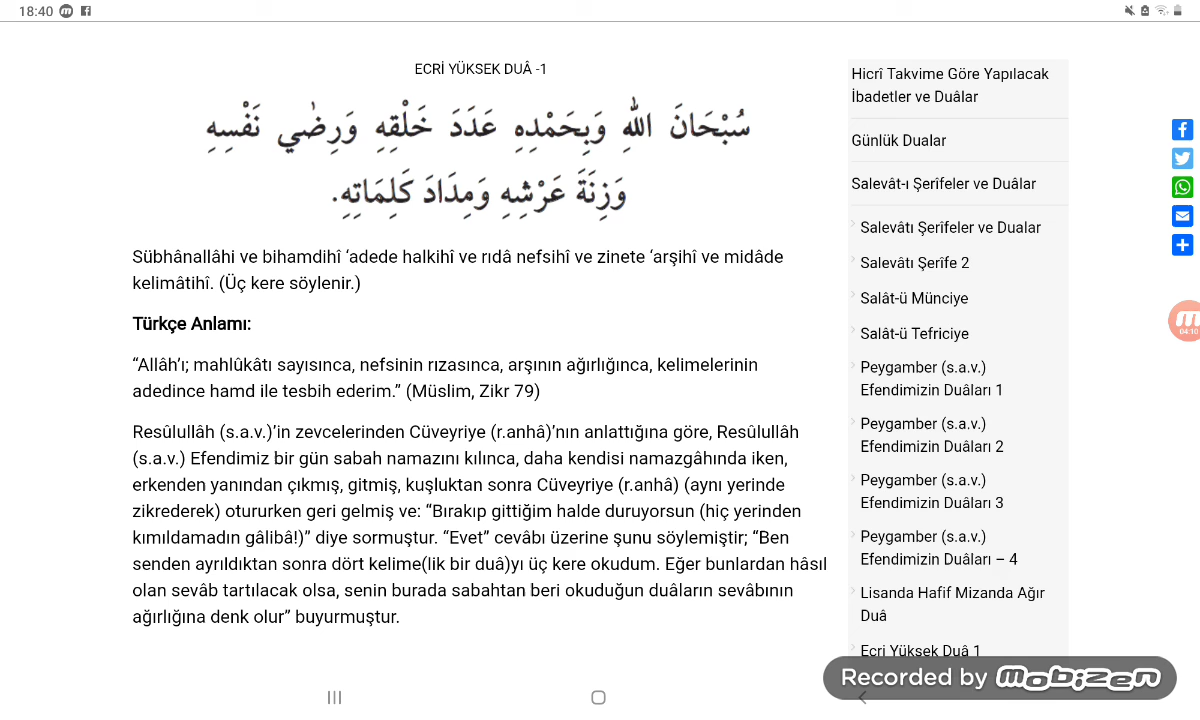 18:40
ECRİ YÜKSEK DUÂ -1
سُبْحَانَ اللهِ وَبِحَمْدِهِ عَدَدَ خَلْقِهِ وَرِضٰي نَفْسِهِ
وَزِنَةَ عَرْشِهِ وَمِدَادَ كَلِمَاتِهِ.
Sübhânallâhi ve bihamdihî ‘adede halkihî ve rıdâ nefsihî ve zinete ‘arşihî ve midâde
kelimâtihî. (Üç kere söylenir.)
Türkçe Anlamı:
“Allâh’ı; mahlûkâtı sayısınca, nefsinin rızasınca, arşının ağırlığınca, kelimelerinin
adedince hamd ile tesbih ederim.” (Müslim, Zikr 79)
Resûlullâh (s.a.v.)’in zevcelerinden Cüveyriye (r.anhâ)’nın anlattığına göre, Resûlullâh
(s.a.v.) Efendimiz bir gün sabah namazını kılınca, daha kendisi namazgâhında iken,
erkenden yanından çıkmış, gitmiş, kuşluktan sonra Cüveyriye (r.anhâ) (aynı yerinde
zikrederek) otururken geri gelmiş ve: “Bırakıp gittiğim halde duruyorsun (hiç yerinden
kımıldamadın gâlibâ!)” diye sormuştur. “Evet” cevâbı üzerine şunu söylemiştir; “Ben
senden ayrıldıktan sonra dört kelime(lik bir duâ)yı üç kere okudum. Eğer bunlardan hâsıl
olan sevâb tartılacak olsa, senin burada sabahtan beri okuduğun duâların sevâbının
ağırlığına denk olur” buyurmuştur.
Hicrî Takvime Göre Yapılacak
İbadetler ve Duâlar
Günlük Dualar
Salevât-ı Şerîfeler ve Duâlar
Salevâtı Şerîfeler ve Dualar
Salevâtı Şerîfe 2
Salât-ü Münciye
Salât-ü Tefriciye
Peygamber (s.a.v.)
Efendimizin Duâları 1
Peygamber (s.a.v.)
Efendimizin Duâları 2
Peygamber (s.a.v.)
Efendimizin Duâları 3
Peygamber (s.a.v.)
Efendimizin Duâları – 4
Lisanda Hafif Mizanda Ağır
Duâ
Ecri Yüksek Duâ 1
04:10
Recorded by mobizen